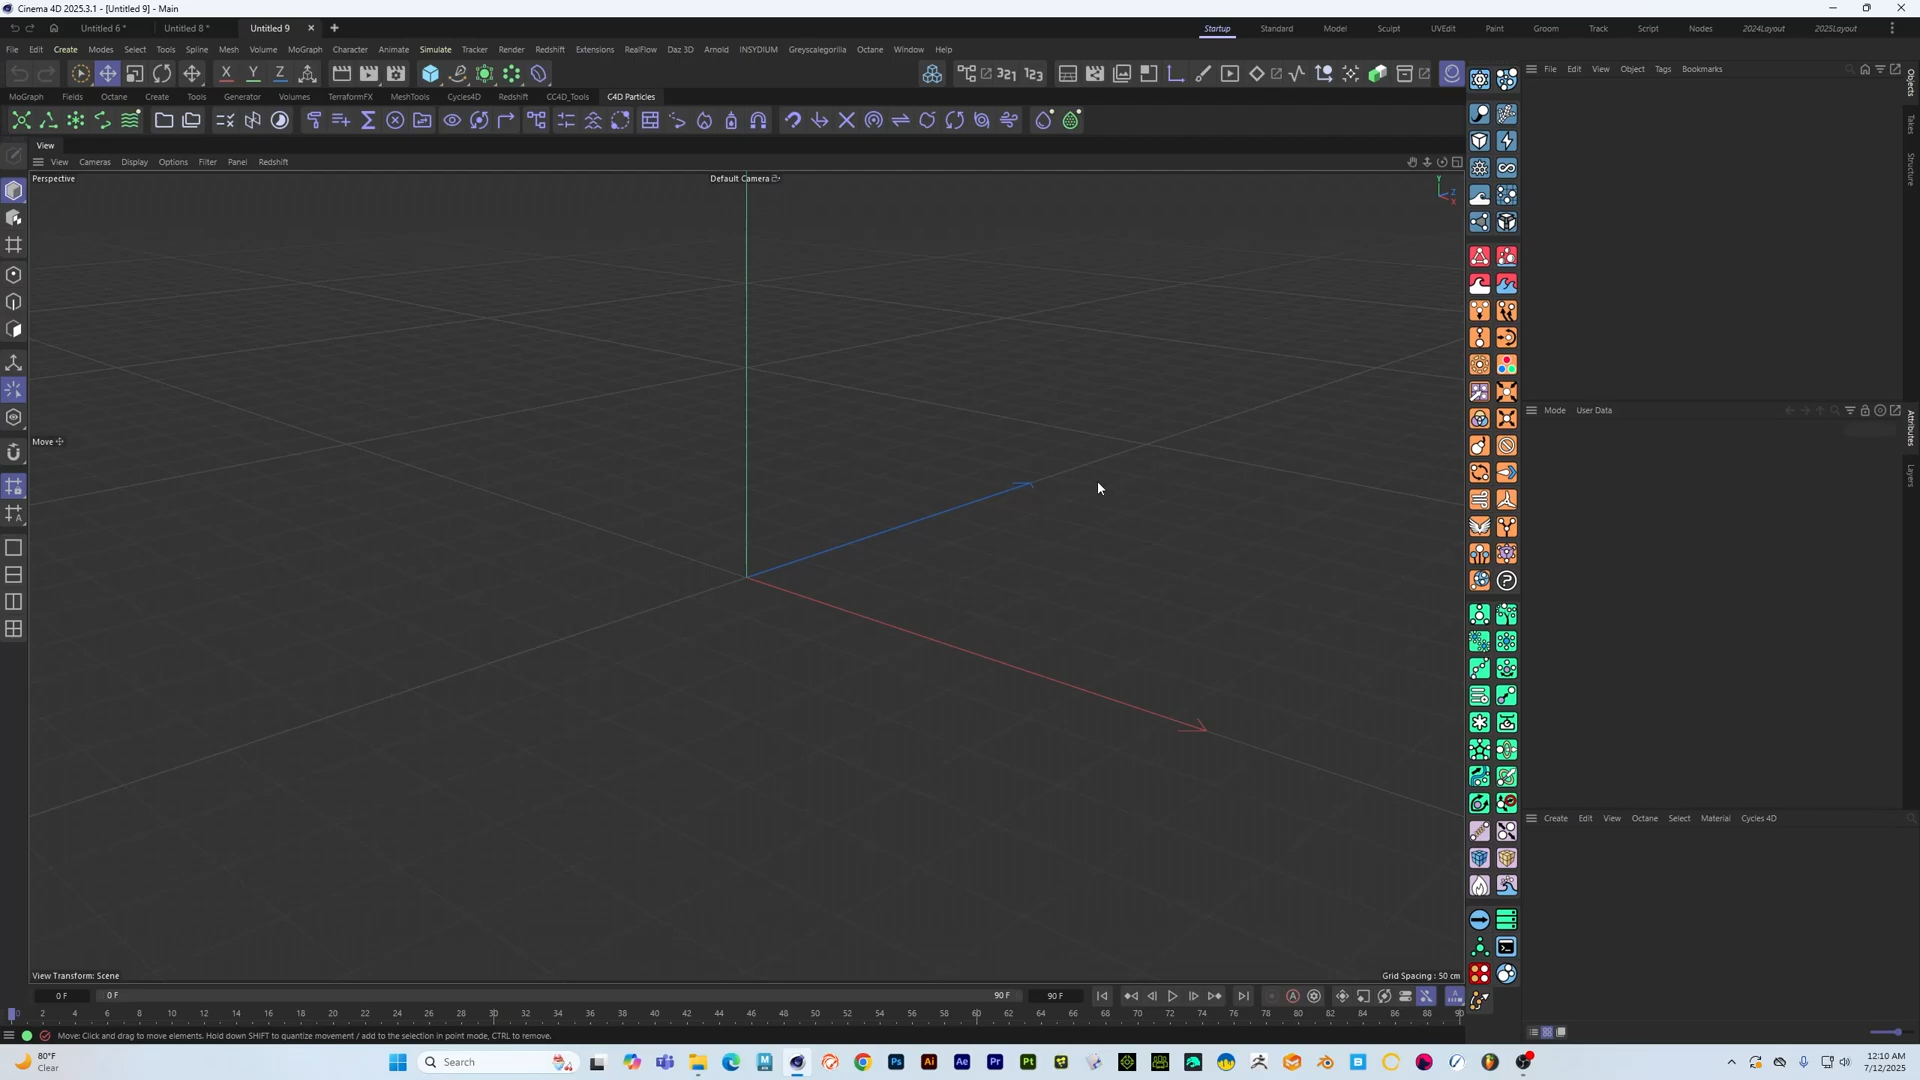 Cinema 4D 2025.3.1 - [Untitled 9] - Main
Untitled 6 * Untitled 8 * Untitled 9 Startup Standard Model Sculpt UVEdit Paint Groom Track Script Nodes 2024Layout 2025Layout
File Edit Create Modes Select Tools Spline Mesh Volume MoGraph Character Animate Simulate Tracker Render Redshift Extensions RealFlow Daz 3D Arnold INSYDIUM Greyscalegorilla Octane Window Help
X Y Z 321 123
File Edit View Object Tags Bookmarks
Objects
Takes
Structure
MoGraph Fields Octane Create Tools Generator Volumes TerraformFX MeshTools Cycles4D Redshift CC4D_Tools C4D Particles
View
View Cameras Display Options Filter Panel Redshift
Perspective Default Camera
Y Z X
Mode User Data
Attributes
Layers
Move
Create Edit View Octane Select Material Cycles 4D
View Transform: Scene Grid Spacing : 50 cm
0 F 0 F 90 F 90 F
0 2 4 6 8 10 12 14 16 18 20 22 24 26 28 30 32 34 36 38 40 42 44 46 48 50 52 54 56 58 60 62 64 66 68 70 72 74 76 78 80 82 84 86 88 90
Move: Click and drag to move elements. Hold down SHIFT to quantize movement / add to the selection in point mode, CTRL to remove.
80°F
Clear
Search
Ps Ai Ae Pr Pt
12:10 AM
7/12/2025